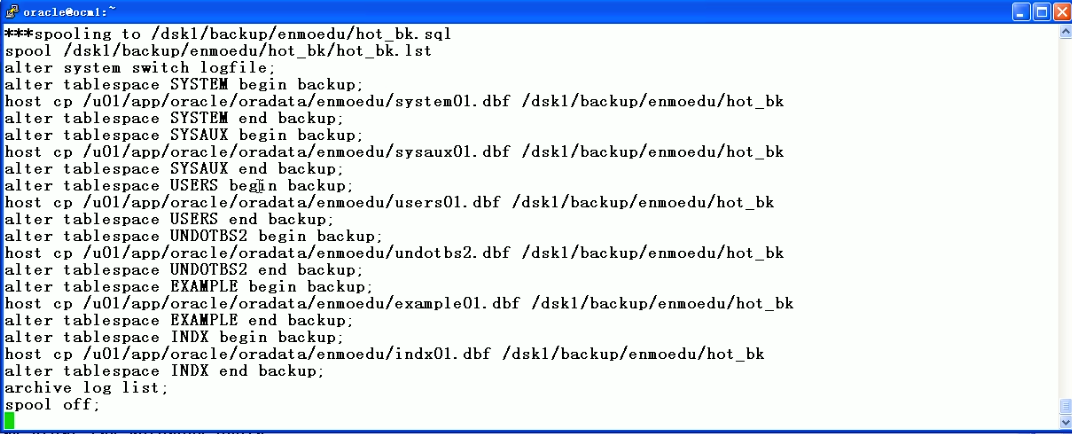 oracle@ocm1:~
***spooling to /dsk1/backup/enmoedu/hot_bk.sql
spool /dsk1/backup/enmoedu/hot_bk/hot_bk.lst
alter system switch logfile;
alter tablespace SYSTEM begin backup;
host cp /u01/app/oracle/oradata/enmoedu/system01.dbf /dsk1/backup/enmoedu/hot_bk
alter tablespace SYSTEM end backup;
alter tablespace SYSAUX begin backup;
host cp /u01/app/oracle/oradata/enmoedu/sysaux01.dbf /dsk1/backup/enmoedu/hot_bk
alter tablespace SYSAUX end backup;
alter tablespace USERS begin backup;
host cp /u01/app/oracle/oradata/enmoedu/users01.dbf /dsk1/backup/enmoedu/hot_bk
alter tablespace USERS end backup;
alter tablespace UNDOTBS2 begin backup;
host cp /u01/app/oracle/oradata/enmoedu/undotbs2.dbf /dsk1/backup/enmoedu/hot_bk
alter tablespace UNDOTBS2 end backup;
alter tablespace EXAMPLE begin backup;
host cp /u01/app/oracle/oradata/enmoedu/example01.dbf /dsk1/backup/enmoedu/hot_bk
alter tablespace EXAMPLE end backup;
alter tablespace INDX begin backup;
host cp /u01/app/oracle/oradata/enmoedu/indx01.dbf /dsk1/backup/enmoedu/hot_bk
alter tablespace INDX end backup;
archive log list;
spool off;